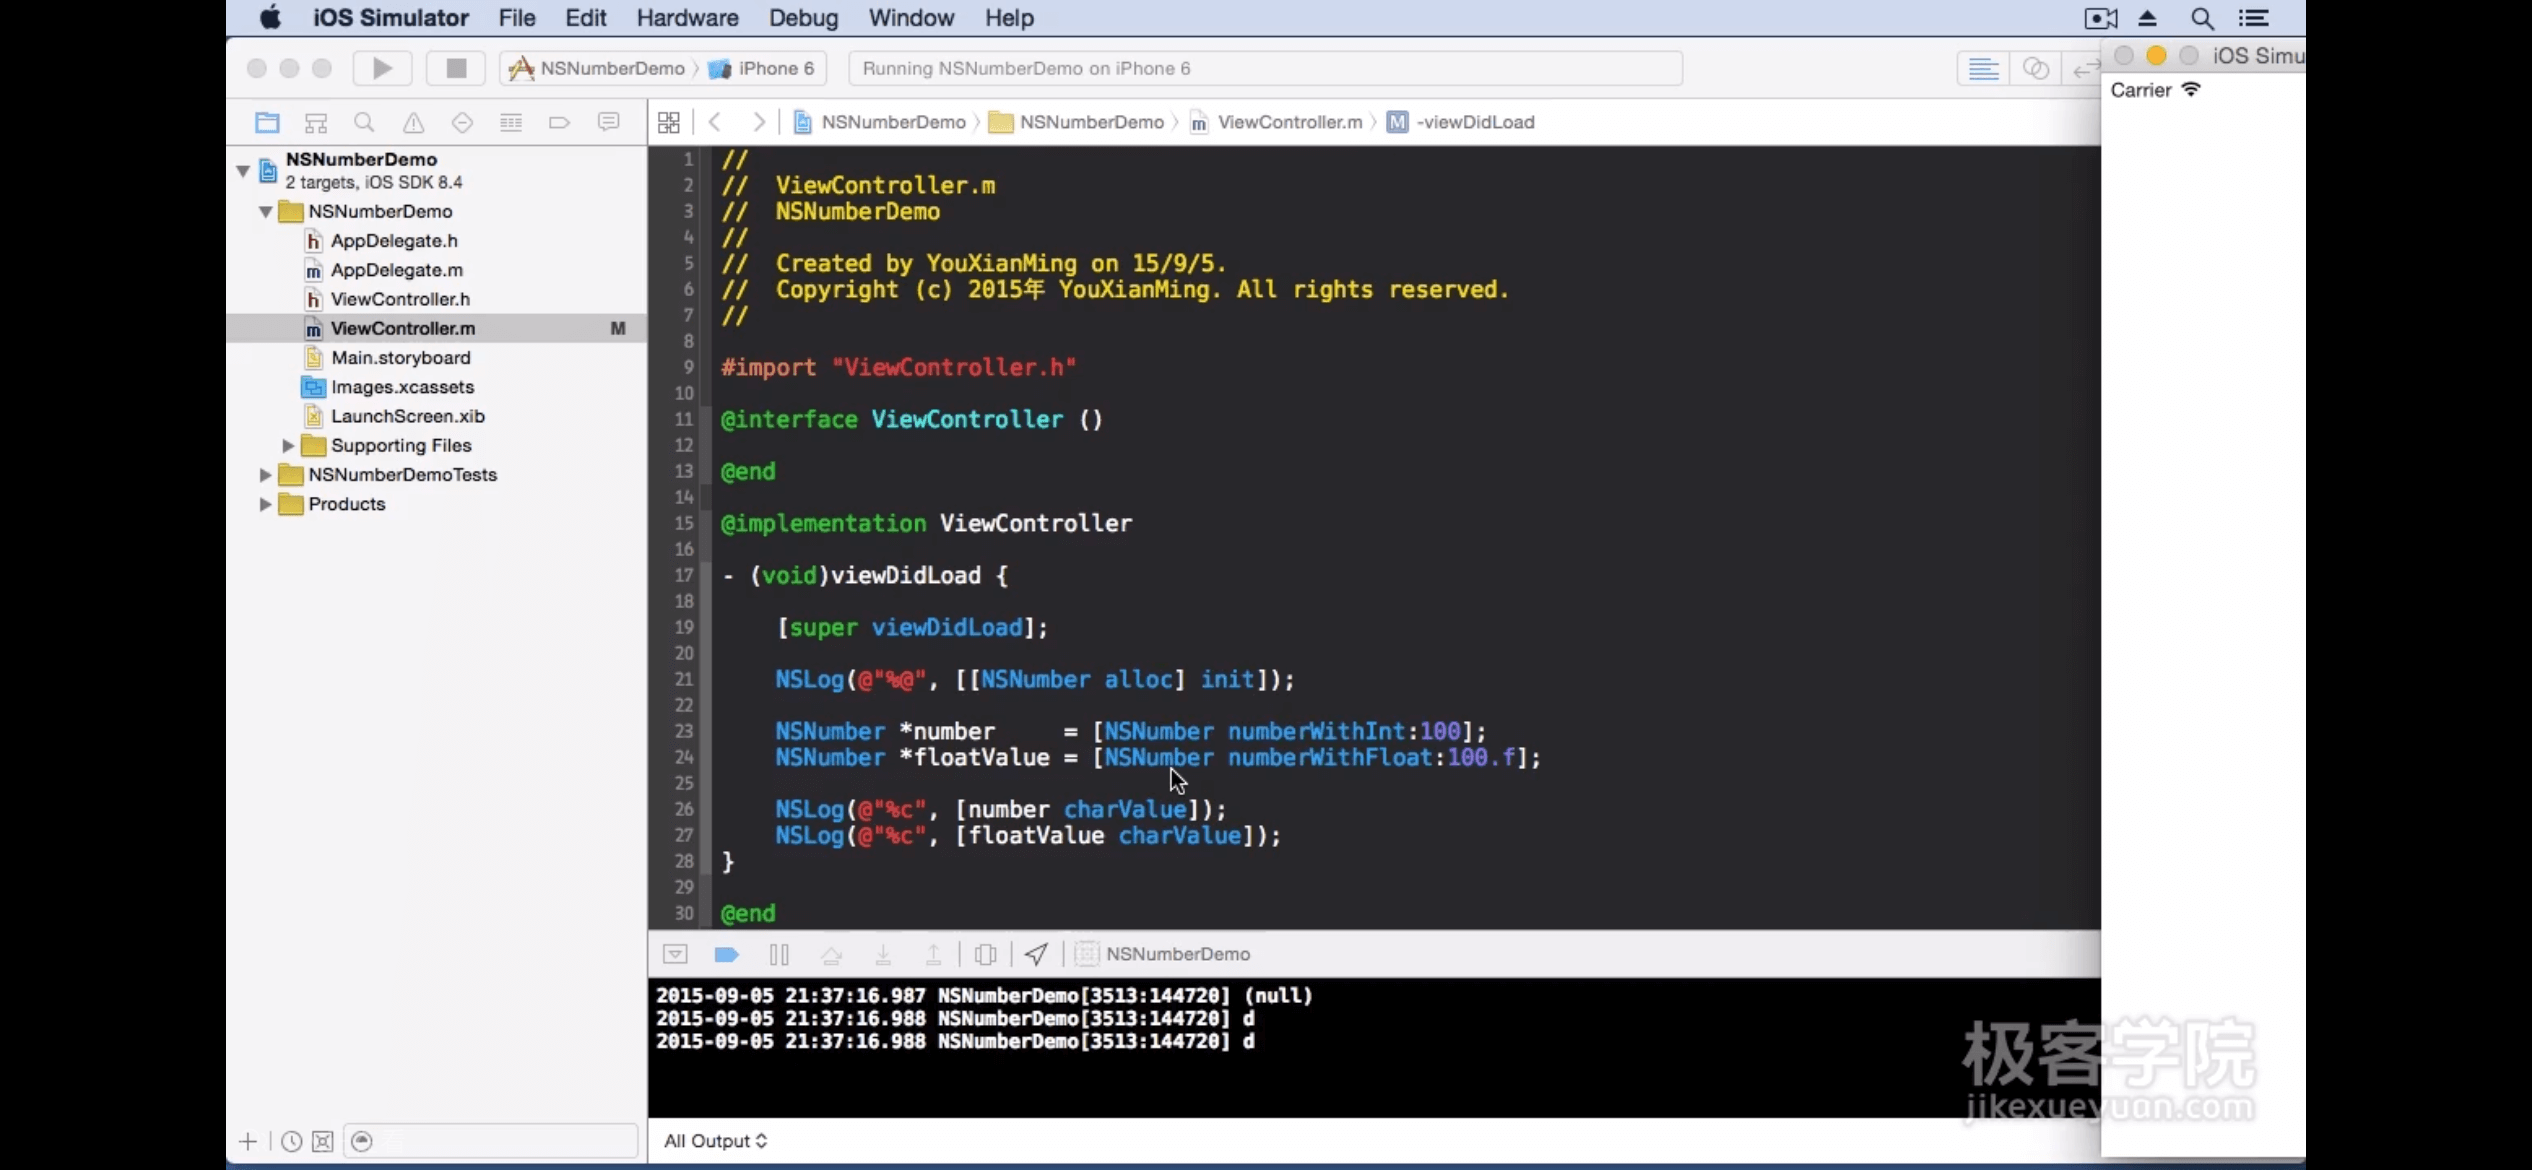 iOS Simulator File Edit Hardware Debug Window Help
NSNumberDemo iPhone 6 Running NSNumberDemo on iPhone 6
iOS Simu
Carrier
NSNumberDemo NSNumberDemo ViewController.m M -viewDidLoad
NSNumberDemo
2 targets, iOS SDK 8.4
NSNumberDemo
h AppDelegate.h
m AppDelegate.m
h ViewController.h
m ViewController.m M
Main.storyboard
Images.xcassets
LaunchScreen.xib
Supporting Files
NSNumberDemoTests
Products
1 //
2 // ViewController.m
3 // NSNumberDemo
4 //
5 // Created by YouXianMing on 15/9/5.
6 // Copyright (c) 2015年 YouXianMing. All rights reserved.
7 //
8
9 #import "ViewController.h"
10
11 @interface ViewController ()
12
13 @end
14
15 @implementation ViewController
16
17 - (void)viewDidLoad {
18
19 [super viewDidLoad];
20
21 NSLog(@"%@", [[NSNumber alloc] init]);
22
23 NSNumber *number = [NSNumber numberWithInt:100];
24 NSNumber *floatValue = [NSNumber numberWithFloat:100.f];
25
26 NSLog(@"%c", [number charValue]);
27 NSLog(@"%c", [floatValue charValue]);
28 }
29
30 @end
NSNumberDemo
2015-09-05 21:37:16.987 NSNumberDemo[3513:144720] (null)
2015-09-05 21:37:16.988 NSNumberDemo[3513:144720] d
2015-09-05 21:37:16.988 NSNumberDemo[3513:144720] d
极客学院
jikexueyuan.com
All Output